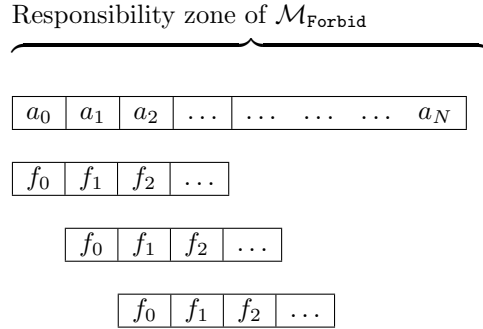 Responsibility zone of M_Forbid
a_0 a_1 a_2 ... ... ... ... a_N
f_0 f_1 f_2 ...
f_0 f_1 f_2 ...
f_0 f_1 f_2 ...